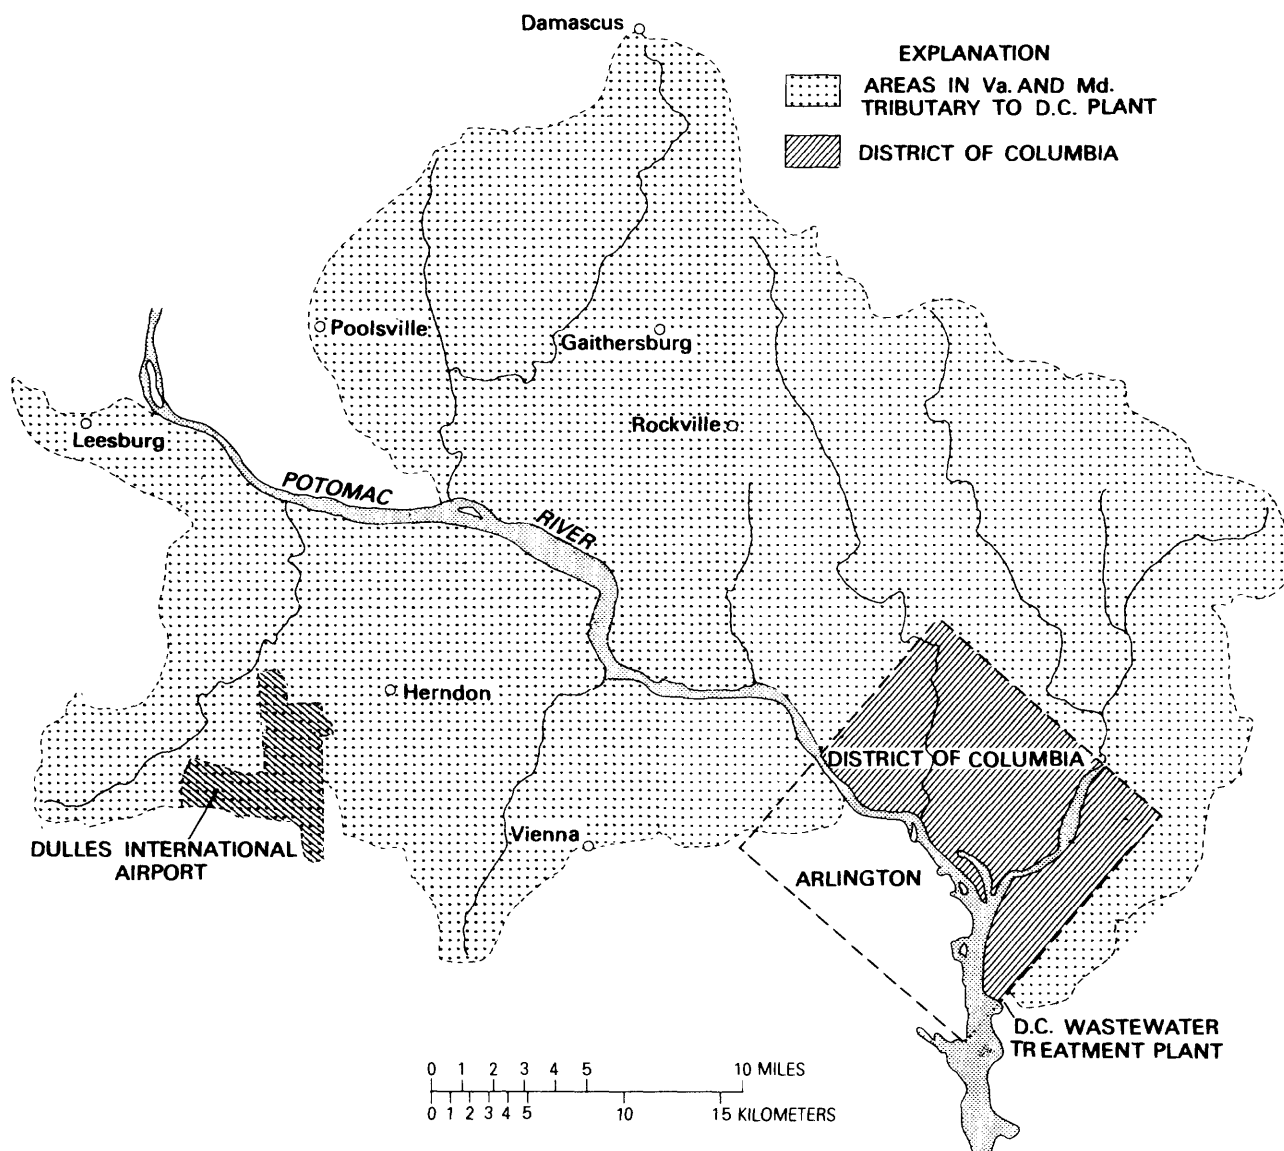 Damascus
EXPLANATION
AREAS IN Va. AND Md.
TRIBUTARY TO D.C. PLANT
DISTRICT OF COLUMBIA
Poolsville
Gaithersburg
Leesburg
Rockville
POTOMAC
RIVER
Herndon
DISTRICT OF COLUMBIA
DULLES INTERNATIONAL
AIRPORT
Vienna
ARLINGTON
D.C. WASTEWATER
TREATMENT PLANT
0 1 2 3 4 5 10 MILES
0 1 2 3 4 5 10 15 KILOMETERS